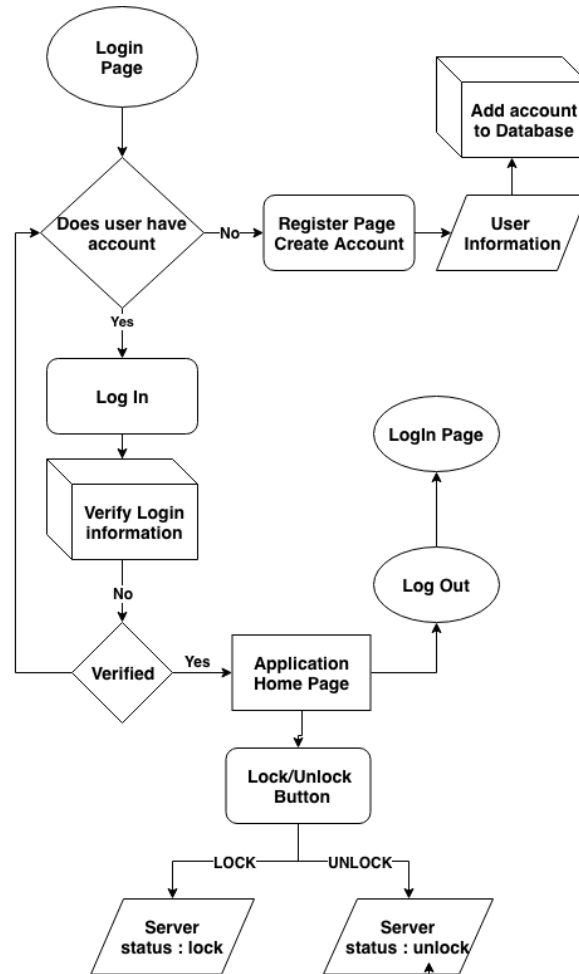 Login
Page
Add account
to Database
Does user have
account
No
Register Page
Create Account
User
Information
Yes
Log In
LogIn Page
Verify Login
information
Log Out
No
Verified
Yes
Application
Home Page
Lock/Unlock
Button
LOCK
UNLOCK
Server
status : lock
Server
status : unlock